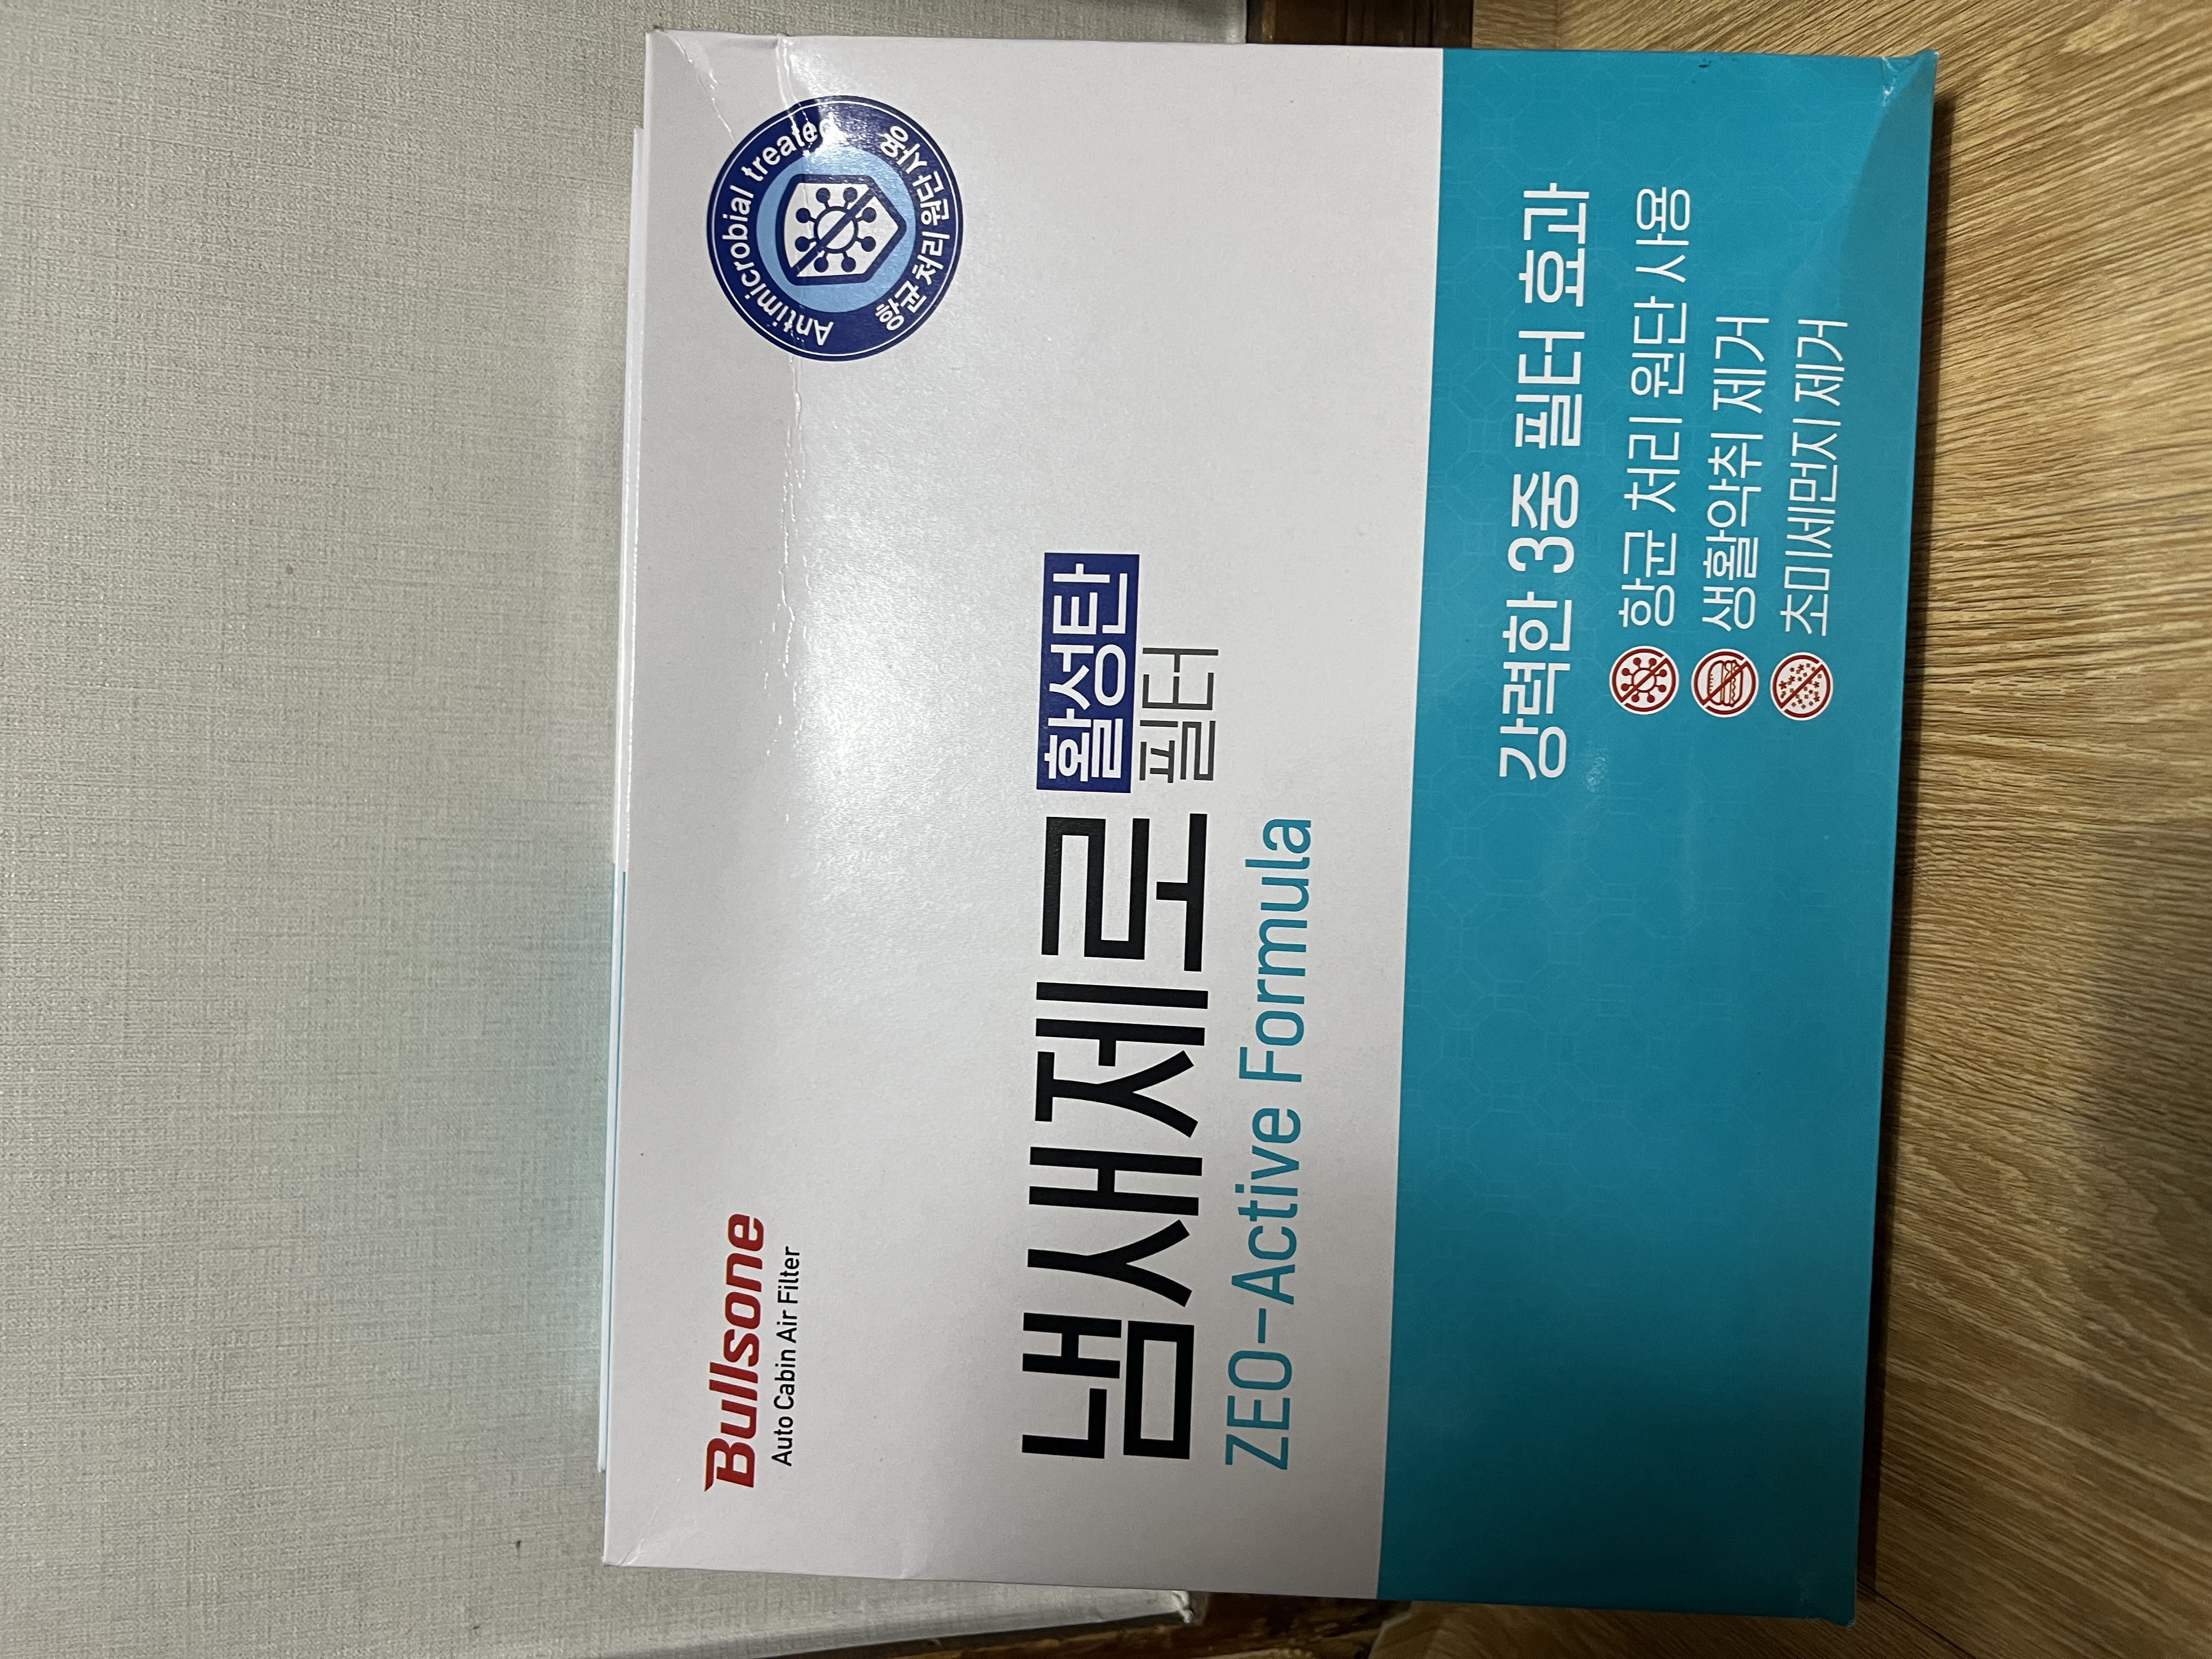 Bullsone
Auto Cabin Air Filter
Antimicrobial treated
항균 처리 원단 사용
냄새제로 활성탄
필터
ZEO-Active Formula
강력한 3중 필터 효과
항균 처리 원단 사용
생활악취 제거
초미세먼지 제거